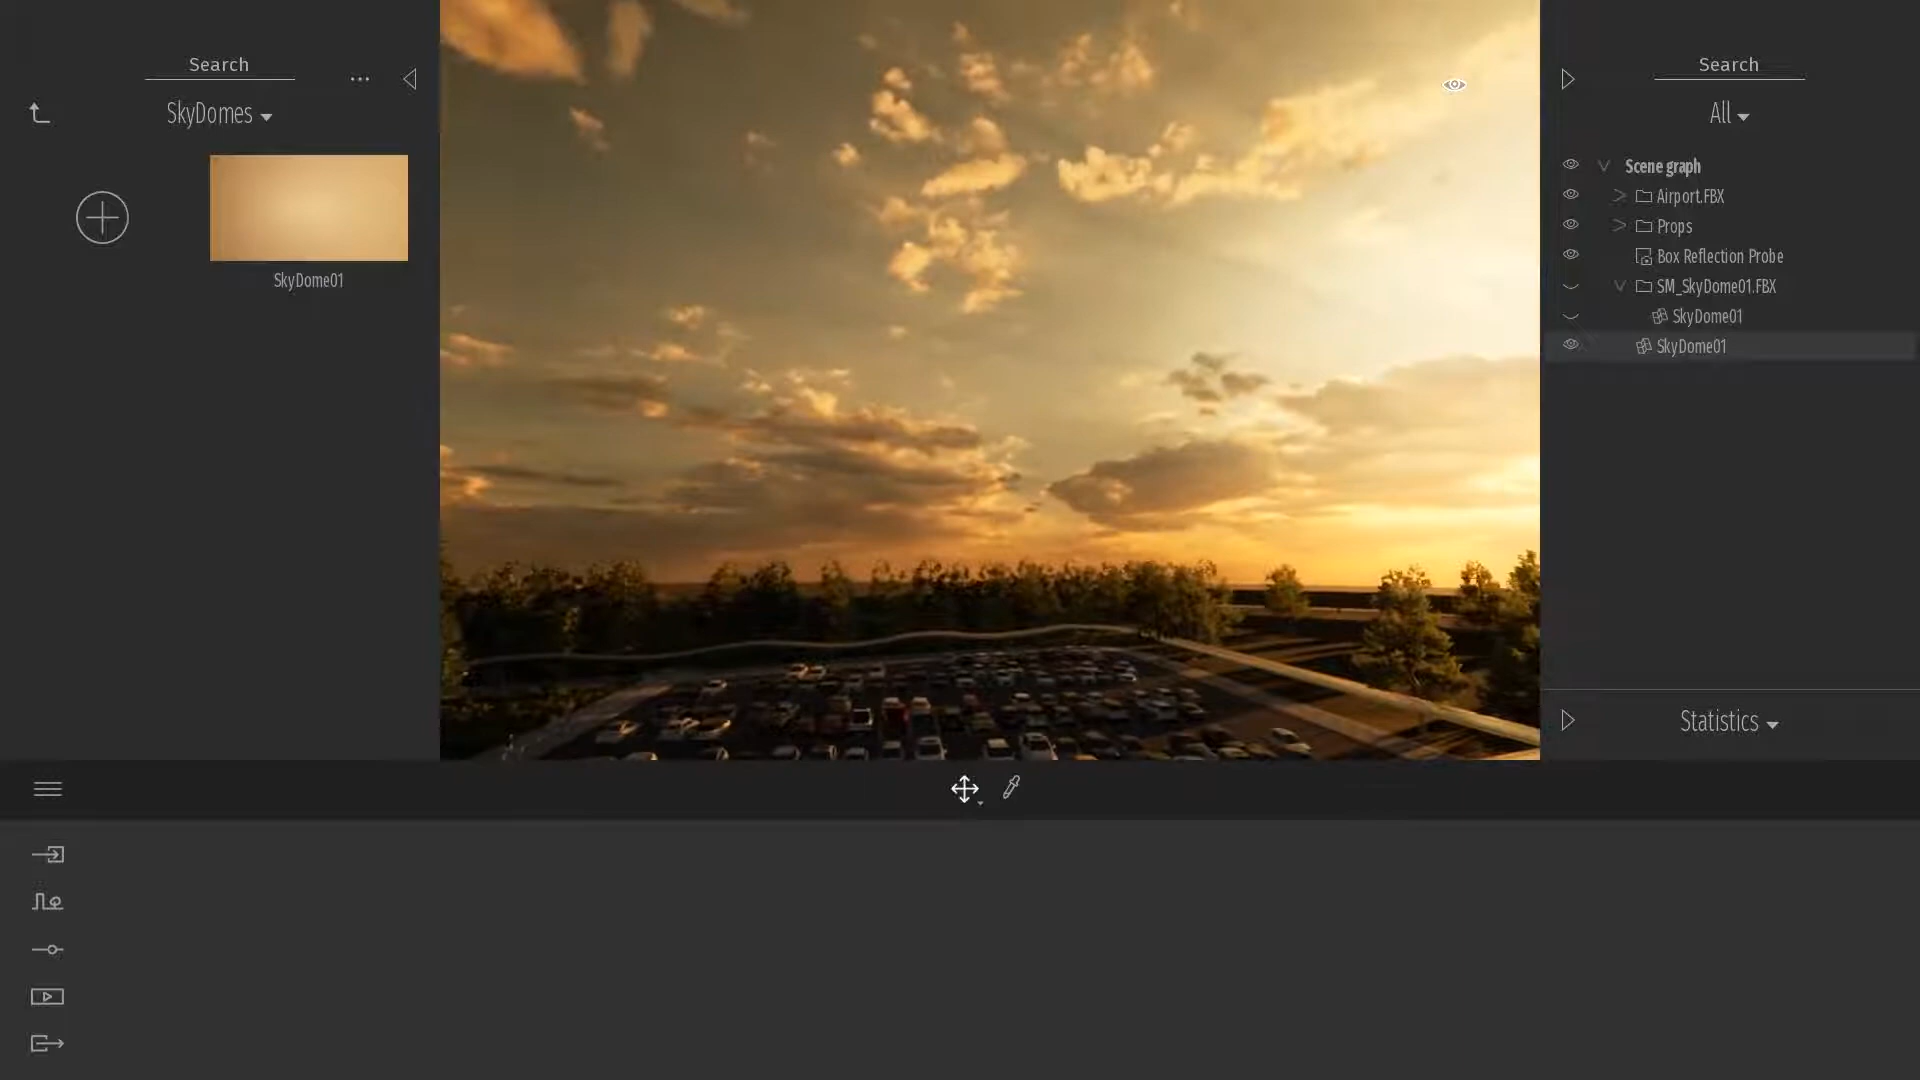 Search
...
SkyDomes
SkyDome01
Search
All
Scene graph
Airport.FBX
Props
Box Reflection Probe
SM_SkyDome01.FBX
SkyDome01
SkyDome01
Statistics